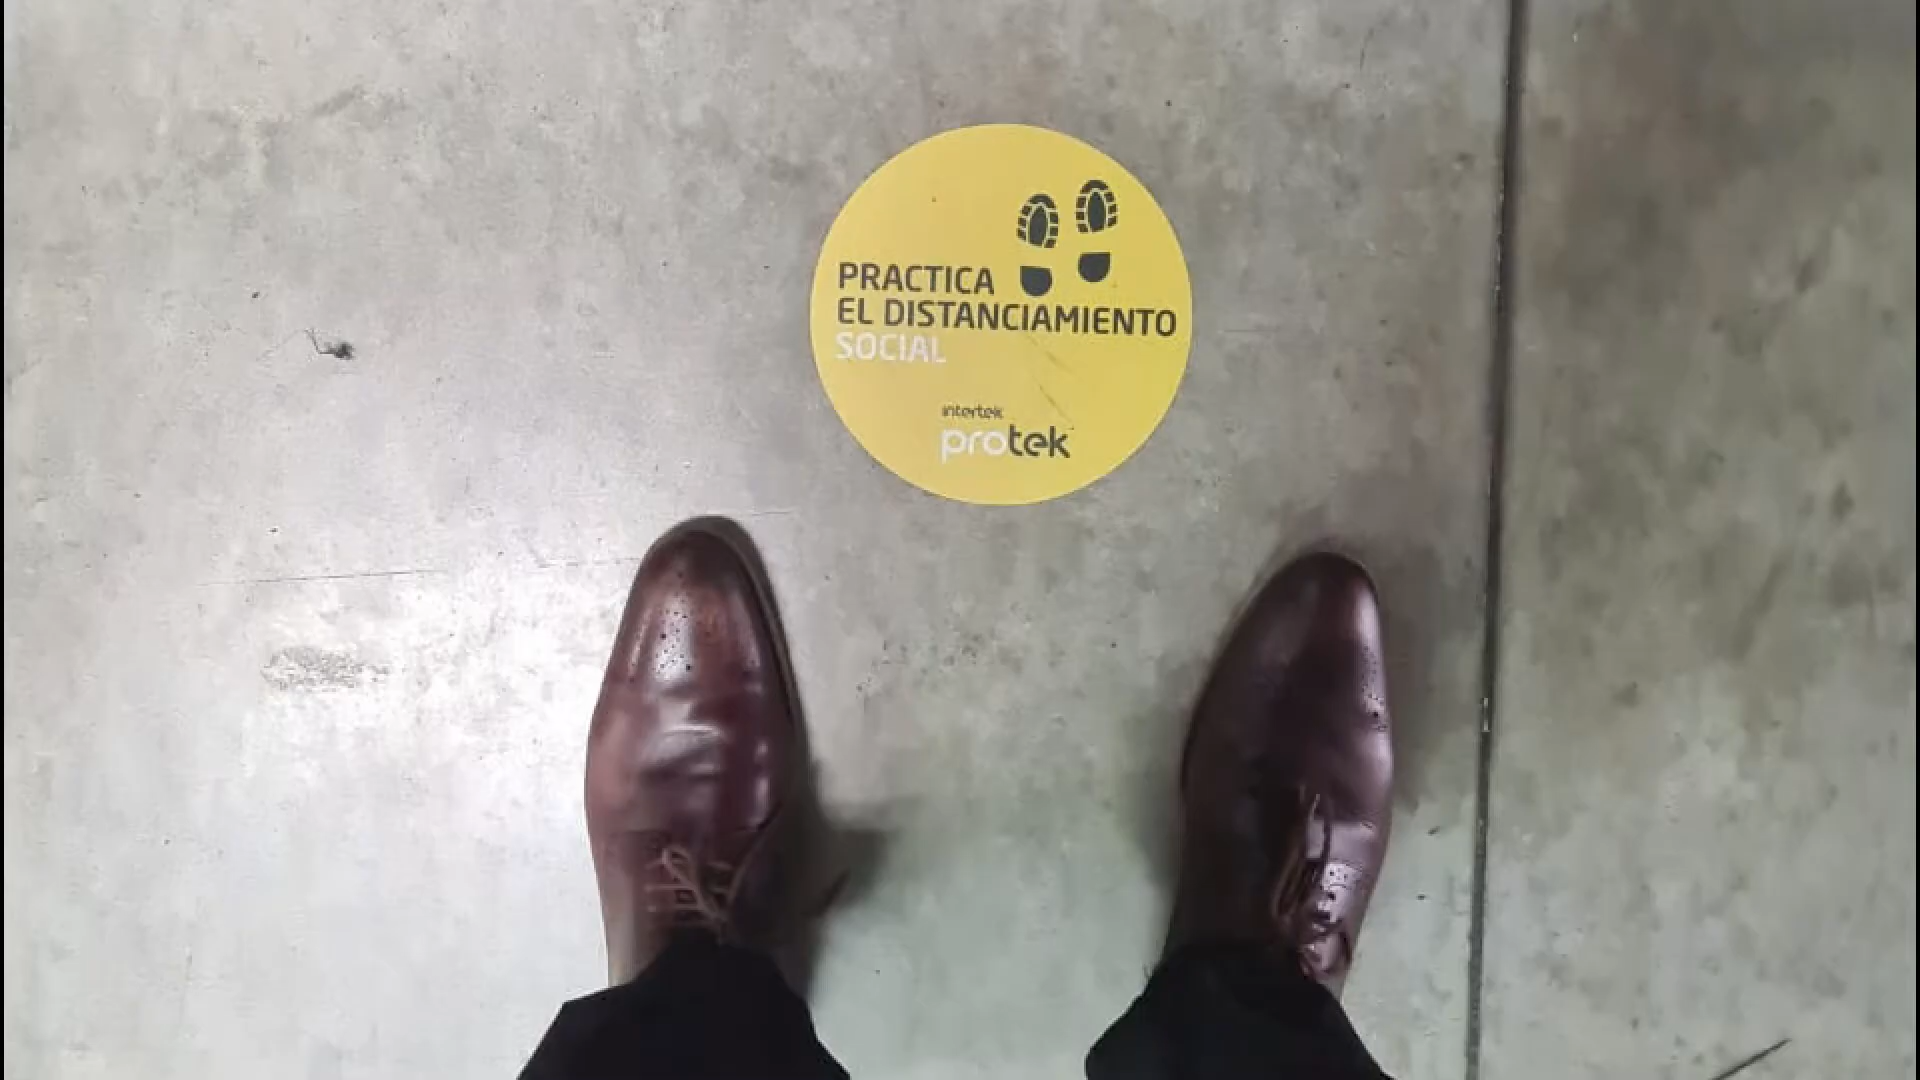 PRACTICA
EL DISTANCIAMIENTO
SOCIAL
intertek
protek